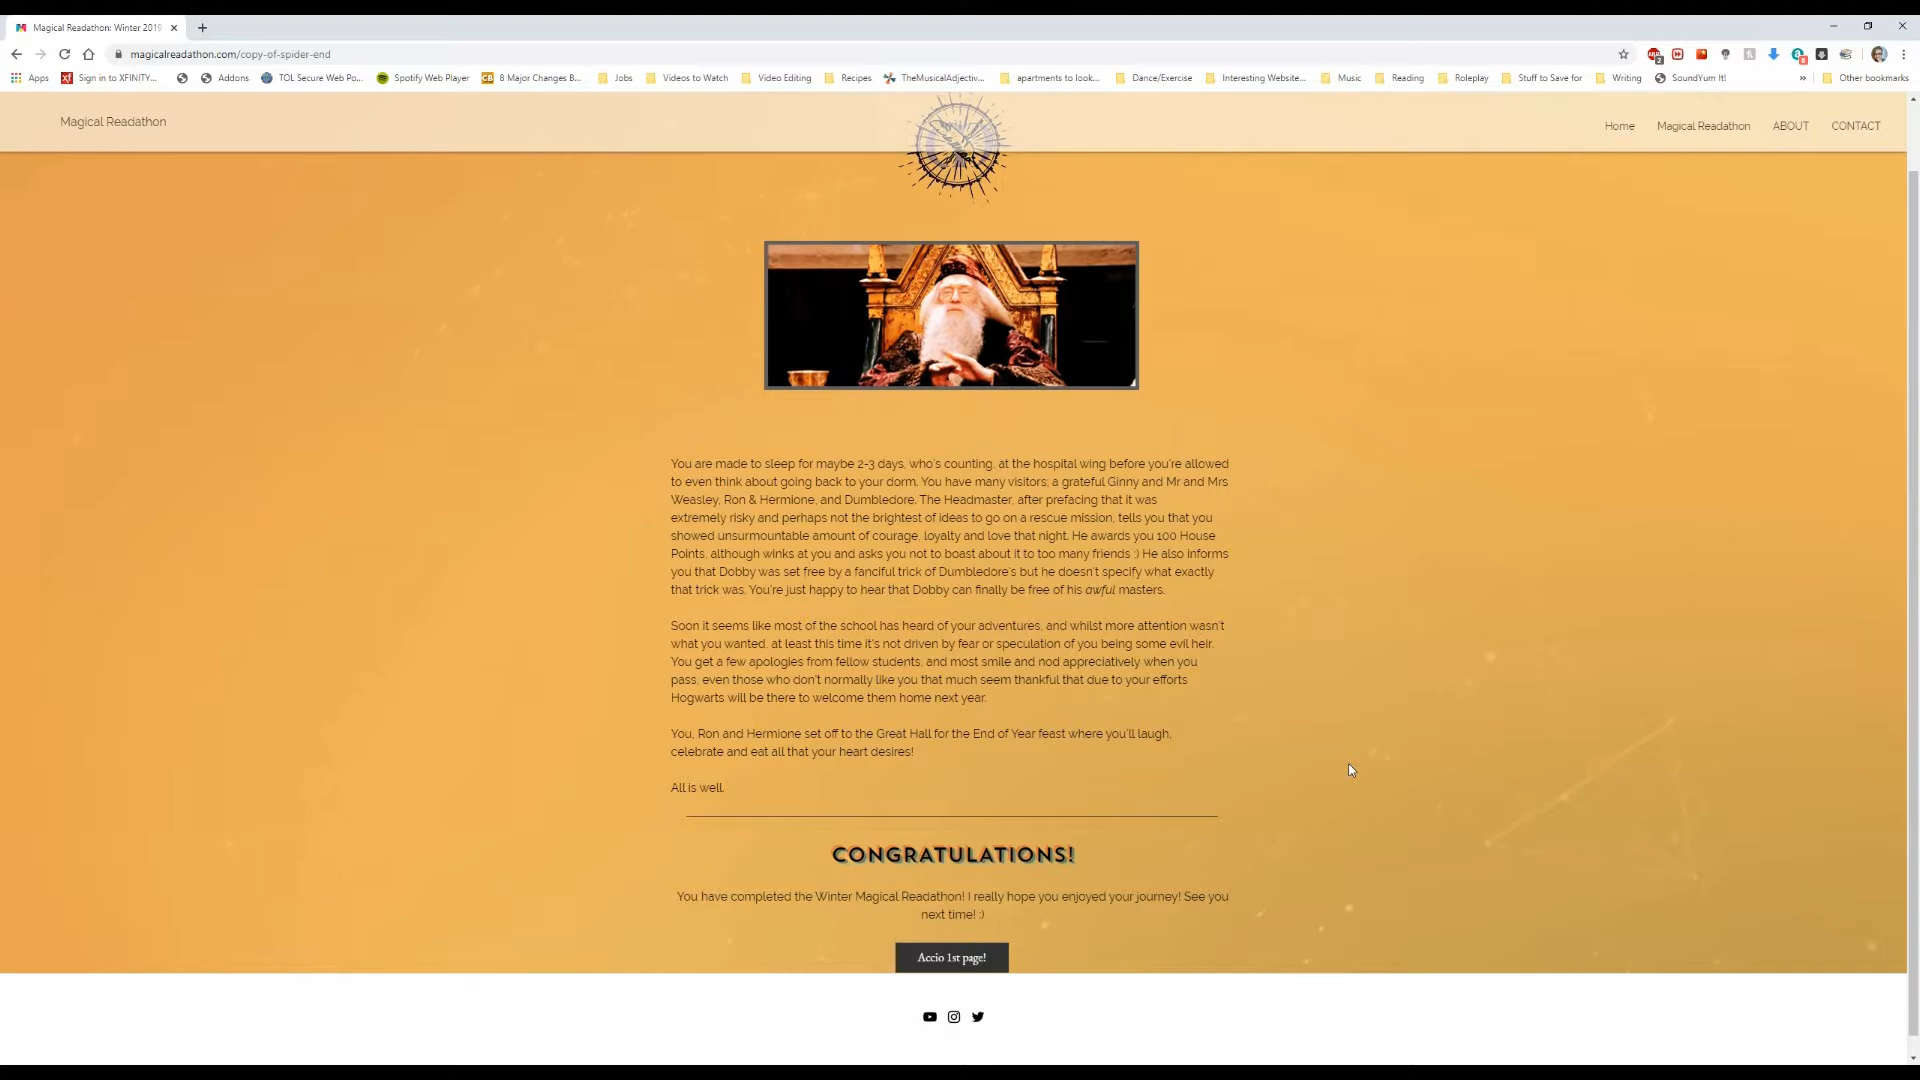 Magical Readathon: Winter 2019
magicalreadathon.com/copy-of-spider-end
Apps
Sign in to XFINITY...
Addons
TOL Secure Web Po...
Spotify Web Player
8 Major Changes B...
Jobs
Videos to Watch
Video Editing
Recipes
TheMusicalAdjectiv...
apartments to look...
Dance/Exercise
Interesting Website...
Music
Reading
Roleplay
Stuff to Save for
Writing
SoundYum It!
»
Other bookmarks
Magical Readathon
Home
Magical Readathon
ABOUT
CONTACT
You are made to sleep for maybe 2-3 days, who's counting, at the hospital wing before you're allowed
to even think about going back to your dorm. You have many visitors; a grateful Ginny and Mr and Mrs
Weasley, Ron & Hermione, and Dumbledore. The Headmaster, after prefacing that it was
extremely risky and perhaps not the brightest of ideas to go on a rescue mission, tells you that you
showed unsurmountable amount of courage, loyalty and love that night. He awards you 100 House
Points, although winks at you and asks you not to boast about it to too many friends ;) He also informs
you that Dobby was set free by a fanciful trick of Dumbledore's but he doesn't specify what exactly
that trick was. You're just happy to hear that Dobby can finally be free of his awful masters.
Soon it seems like most of the school has heard of your adventures, and whilst more attention wasn't
what you wanted, at least this time it's not driven by fear or speculation of you being some evil heir.
You get a few apologies from fellow students, and most smile and nod appreciatively when you
pass, even those who don't normally like you that much seem thankful that due to your efforts
Hogwarts will be there to welcome them home next year.
You, Ron and Hermione set off to the Great Hall for the End of Year feast where you'll laugh,
celebrate and eat all that your heart desires!
All is well.
CONGRATULATIONS!
You have completed the Winter Magical Readathon! I really hope you enjoyed your journey! See you
next time! :)
Accio 1st page!